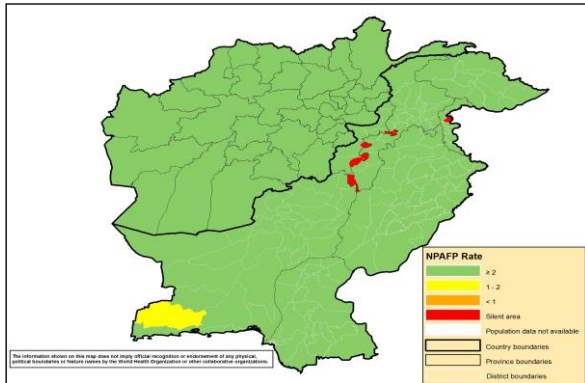 NPAFP Rate
≥ 2
1 - 2
< 1
Silent area
Population data not available
Country boundaries
Province boundaries
District boundaries
The information shown on this map does not imply official recognition or endorsement of any physical,
political boundaries or feature names by the World Health Organization or other collaborative organizations.